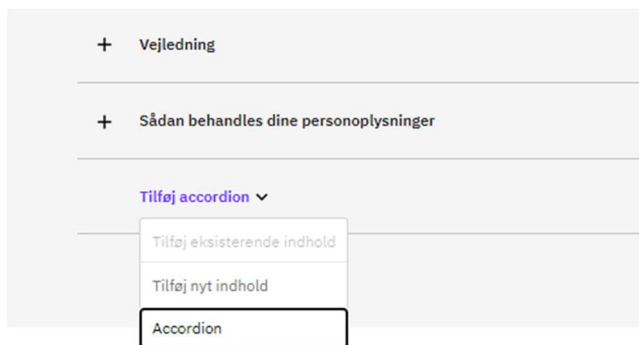 Vejledning
Sådan behandles dine personoplysninger
Tilføj accordion
Tilføj eksisterende indhold
Tilføj nyt indhold
Accordion